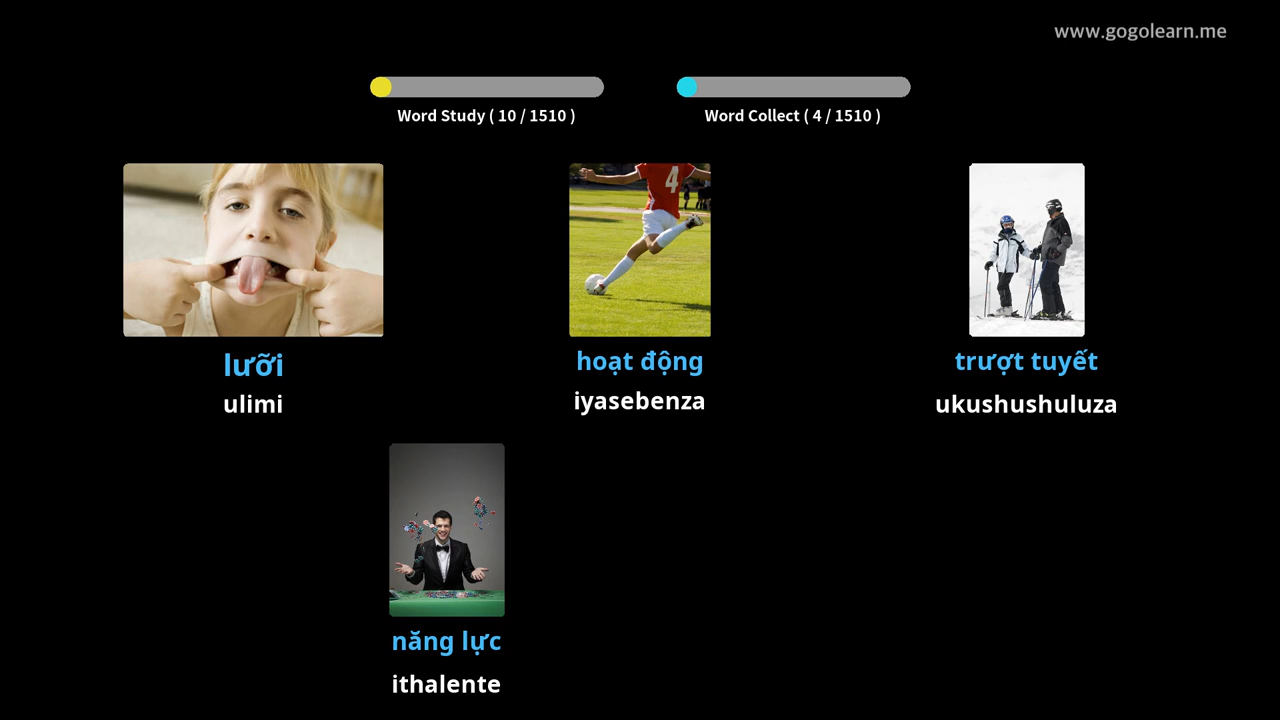 www.gogolearn.me
Word Study ( 10 / 1510 )
Word Collect ( 4 / 1510 )
4
lưỡi
hoạt động
trượt tuyết
ulimi
iyasebenza
ukushushuluza
năng lực
ithalente